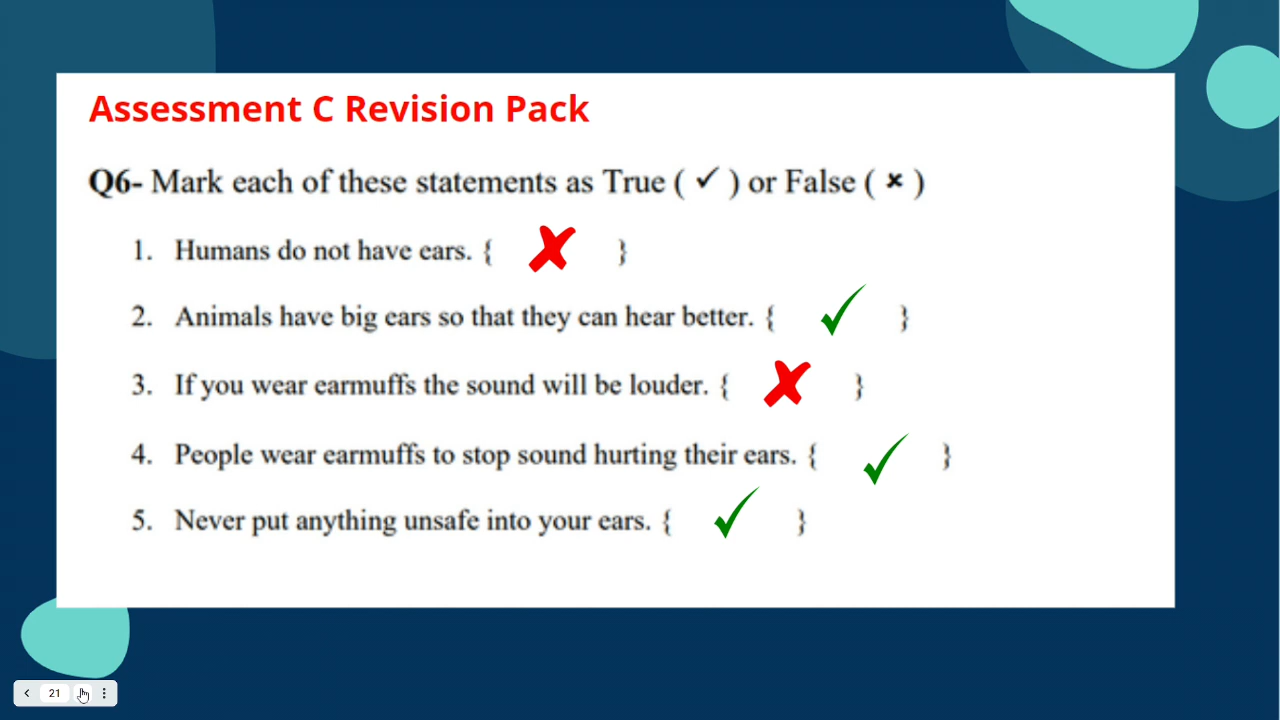 Assessment C Revision Pack
Q6- Mark each of these statements as True ( ✓ ) or False ( × )
1. Humans do not have ears. { ✗ }
2. Animals have big ears so that they can hear better. { ✓ }
3. If you wear earmuffs the sound will be louder. { ✗ }
4. People wear earmuffs to stop sound hurting their ears. { ✓ }
5. Never put anything unsafe into your ears. { ✓ }
21